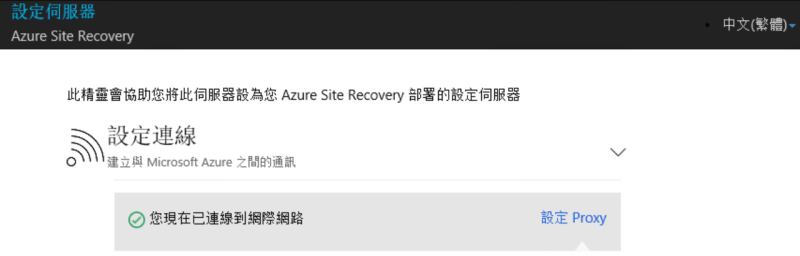 設定伺服器
Azure Site Recovery
中文(繁體)
此精靈會協助您將此伺服器設為您 Azure Site Recovery 部署的設定伺服器
設定連線
建立與 Microsoft Azure 之間的通訊
您現在已連線到網際網路
設定 Proxy